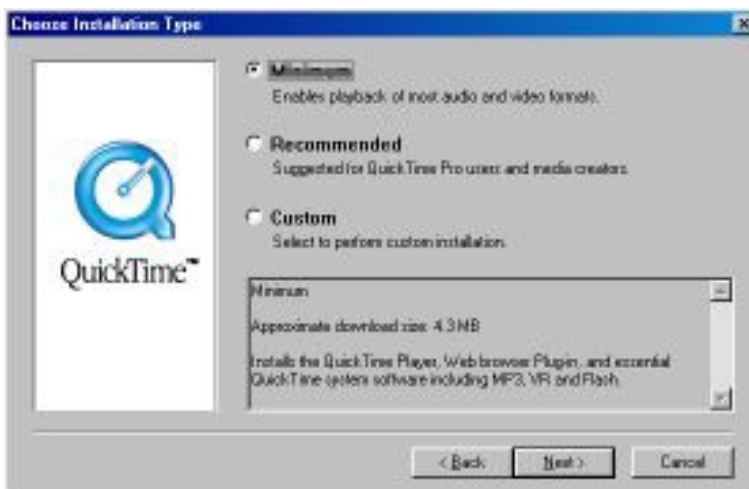 Choose Installation Type
Minimum
Enables playback of most audio and video formats.
Recommended
Suggested for QuickTime Pro users and media creators.
Custom
Select to perform custom installation.
QuickTime™
Minimum
Approximate download size: 4.3 MB
Installs the QuickTime Player, Web browser Plugin, and essential
QuickTime system software including MP3, VR and Flash.
< Back
Next >
Cancel